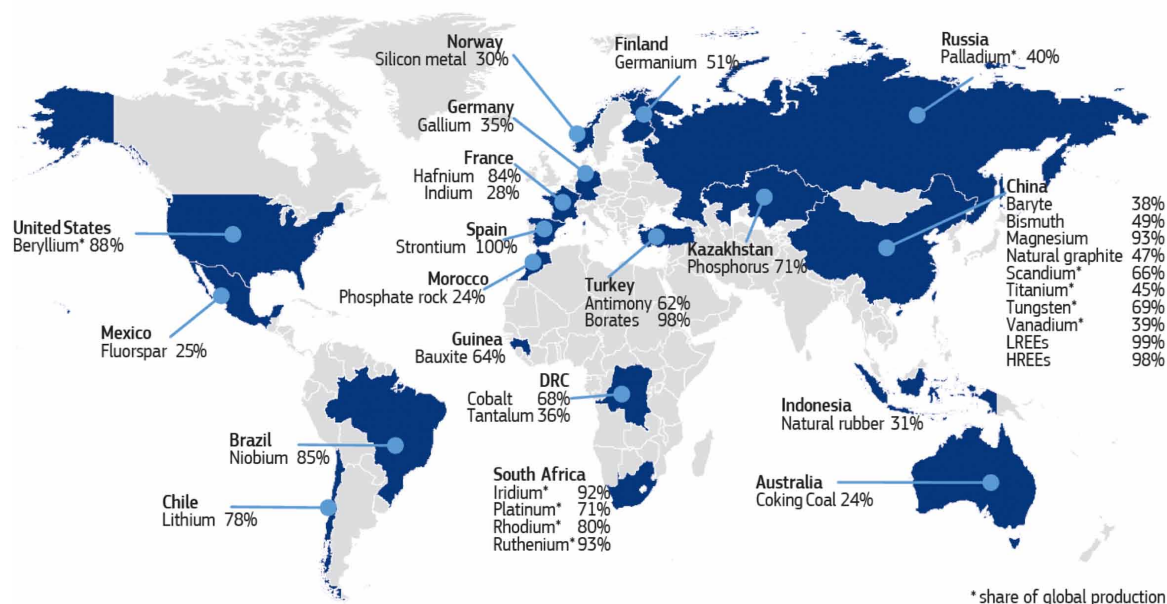 Norway
Silicon metal 30%
Finland
Germanium 51%
Russia
Palladium* 40%
Germany
Gallium 35%
France
Hafnium 84%
Indium 28%
China
Baryte 38%
Bismuth 49%
Magnesium 93%
Natural graphite 47%
Scandium* 66%
Titanium* 45%
Tungsten* 69%
Vanadium* 39%
LREEs 99%
HREEs 98%
United States
Beryllium* 88%
Spain
Strontium 100%
Kazakhstan
Phosphorus 71%
Morocco
Phosphate rock 24%
Turkey
Antimony 62%
Borates 98%
Mexico
Fluorspar 25%
Guinea
Bauxite 64%
DRC
Cobalt 68%
Tantalum 36%
Indonesia
Natural rubber 31%
Brazil
Niobium 85%
South Africa
Iridium* 92%
Platinum* 71%
Rhodium* 80%
Ruthenium* 93%
Australia
Coking Coal 24%
Chile
Lithium 78%
* share of global production